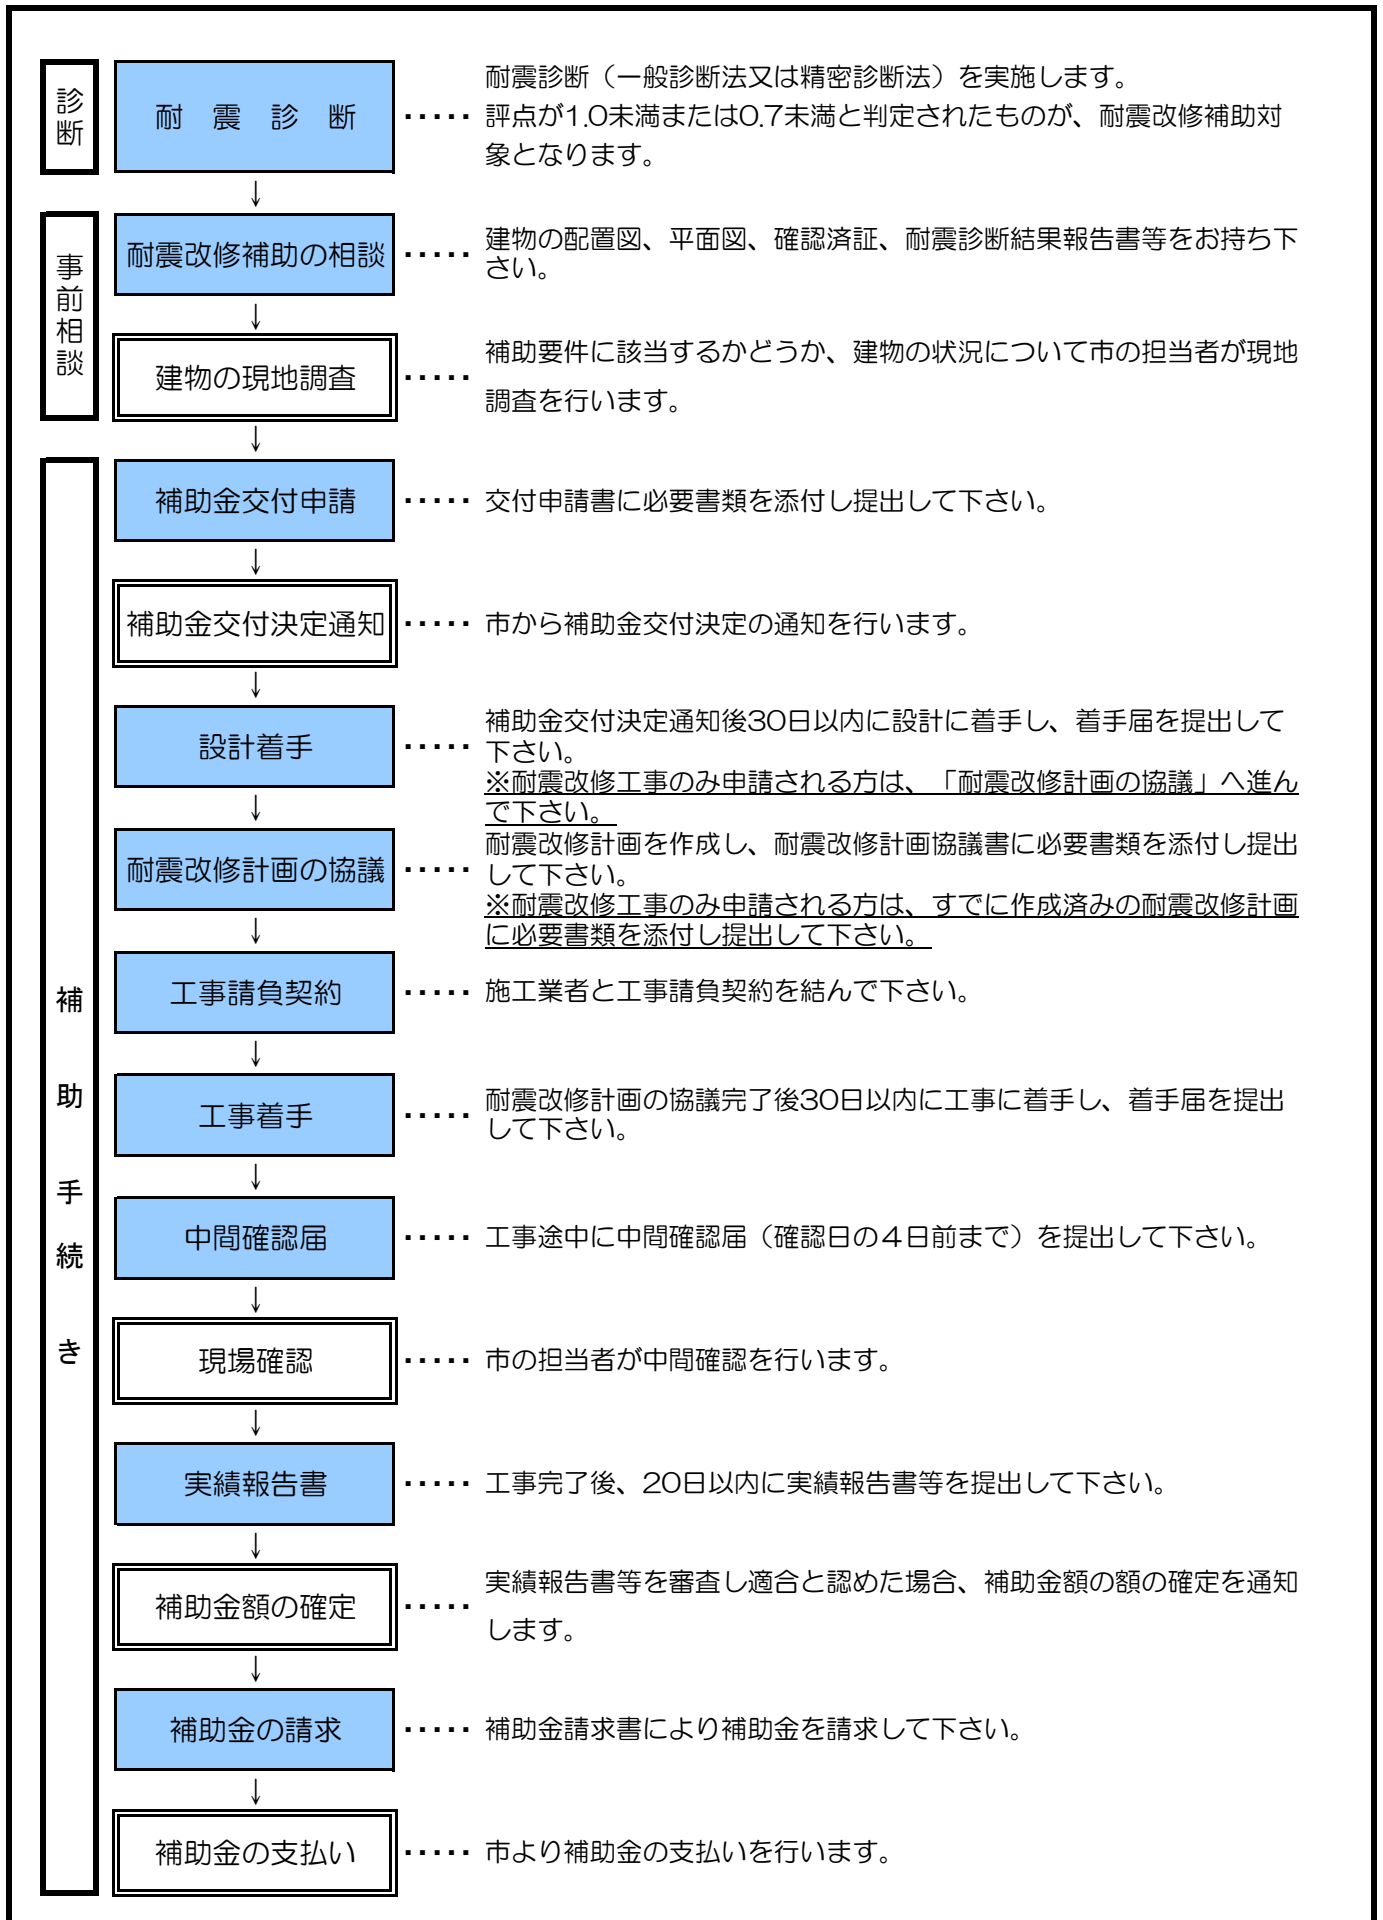 診断
耐　震　診　断
・・・・・
耐震診断（一般診断法又は精密診断法）を実施します。
評点が1.0未満または0.7未満と判定されたものが、耐震改修補助対
象となります。
↓
事前相談
耐震改修補助の相談
・・・・・
建物の配置図、平面図、確認済証、耐震診断結果報告書等をお持ち下
さい。
↓
建物の現地調査
・・・・・
補助要件に該当するかどうか、建物の状況について市の担当者が現地
調査を行います。
↓
補助手続き
補助金交付申請
・・・・・
交付申請書に必要書類を添付し提出して下さい。
↓
補助金交付決定通知
・・・・・
市から補助金交付決定の通知を行います。
↓
設計着手
・・・・・
補助金交付決定通知後30日以内に設計に着手し、着手届を提出して
下さい。
※耐震改修工事のみ申請される方は、「耐震改修計画の協議」へ進ん
で下さい。
↓
耐震改修計画の協議
・・・・・
耐震改修計画を作成し、耐震改修計画協議書に必要書類を添付し提出
して下さい。
※耐震改修工事のみ申請される方は、すでに作成済みの耐震改修計画
に必要書類を添付し提出して下さい。
↓
工事請負契約
・・・・・
施工業者と工事請負契約を結んで下さい。
↓
工事着手
・・・・・
耐震改修計画の協議完了後30日以内に工事に着手し、着手届を提出
して下さい。
↓
中間確認届
・・・・・
工事途中に中間確認届（確認日の４日前まで）を提出して下さい。
↓
現場確認
・・・・・
市の担当者が中間確認を行います。
↓
実績報告書
・・・・・
工事完了後、20日以内に実績報告書等を提出して下さい。
↓
補助金額の確定
・・・・・
実績報告書等を審査し適合と認めた場合、補助金額の額の確定を通知
します。
↓
補助金の請求
・・・・・
補助金請求書により補助金を請求して下さい。
↓
補助金の支払い
・・・・・
市より補助金の支払いを行います。